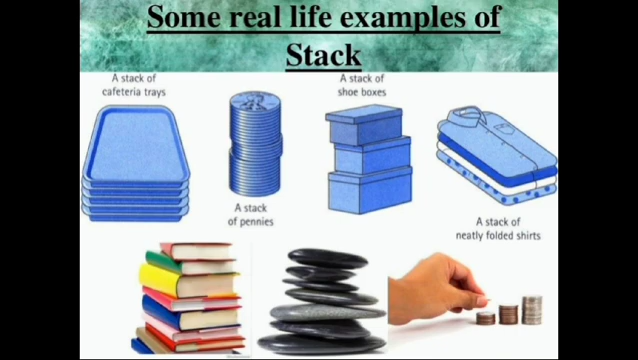 Some real life examples of
Stack
A stack of
cafeteria trays
A stack
of pennies
A stack of
shoe boxes
A stack of
neatly folded shirts